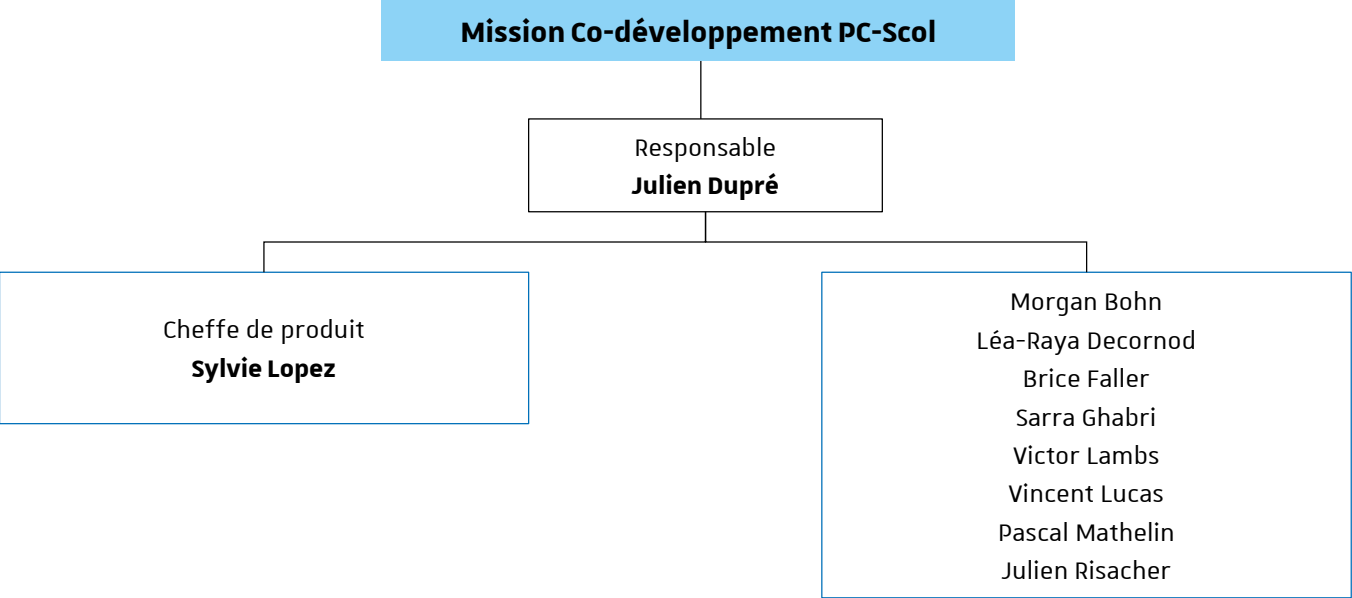 Mission Co-développement PC-Scol
Responsable
Julien Dupré
Cheffe de produit
Sylvie Lopez
Morgan Bohn
Léa-Raya Decornod
Brice Faller
Sarra Ghabri
Victor Lambs
Vincent Lucas
Pascal Mathelin
Julien Risacher